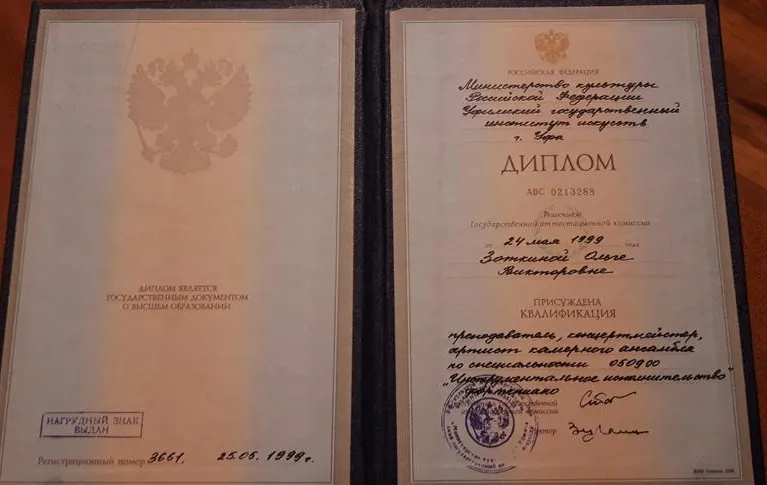 ДИПЛОМ ЯВЛЯЕТСЯ
ГОСУДАРСТВЕННЫМ ДОКУМЕНТОМ
О ВЫСШЕМ ОБРАЗОВАНИИ
НАГРУДНЫЙ ЗНАК
ВЫДАН
Регистрационный номер 3661. 25.05.1999г.
РОССИЙСКАЯ ФЕДЕРАЦИЯ
Министерство культуры
Российской Федерации
Уфимский государственный
институт искусств
г. Уфа
ДИПЛОМ
АВС 0213288
Решением
Государственной аттестационной комиссии
от 24 мая 1999 года
Зоткиной Ольге
Викторовне
ПРИСУЖДЕНА
КВАЛИФИКАЦИЯ
преподаватель, концертмейстер,
артист камерного ансамбля
по специальности 050900
"Инструментальное исполнительство"
фортепиано